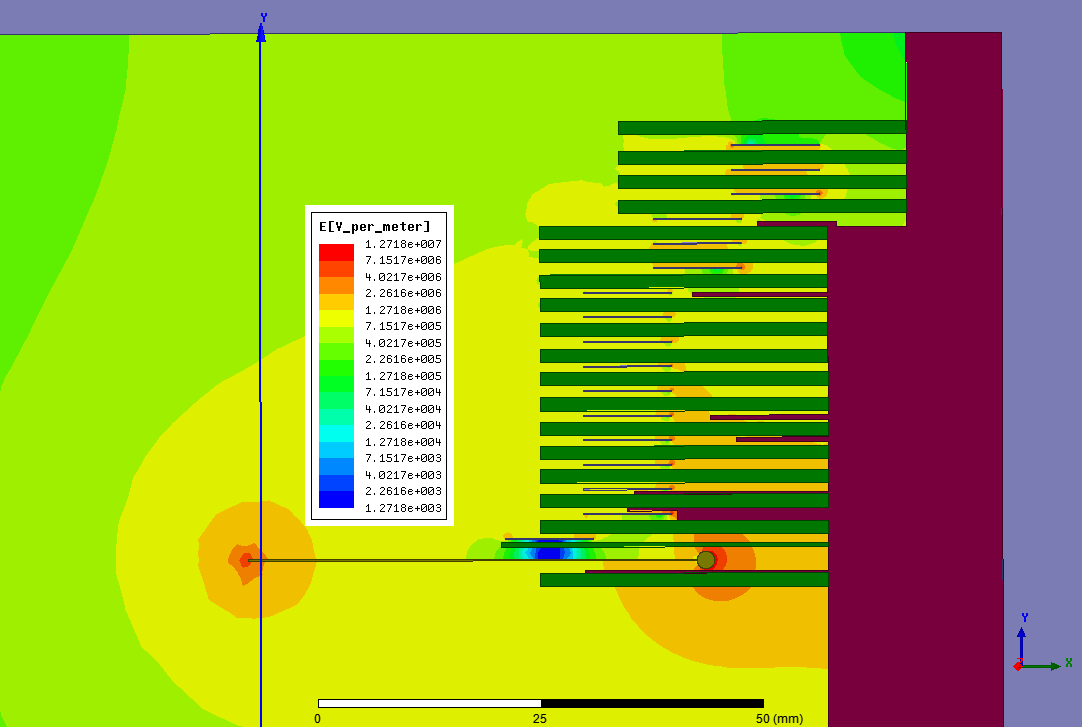 Y
E[V_per_meter]
1.2718e+007
7.1517e+006
4.0217e+006
2.2616e+006
1.2718e+006
7.1517e+005
4.0217e+005
2.2616e+005
1.2718e+005
7.1517e+004
4.0217e+004
2.2616e+004
1.2718e+004
7.1517e+003
4.0217e+003
2.2616e+003
1.2718e+003
Y
X
0 25 50 (mm)